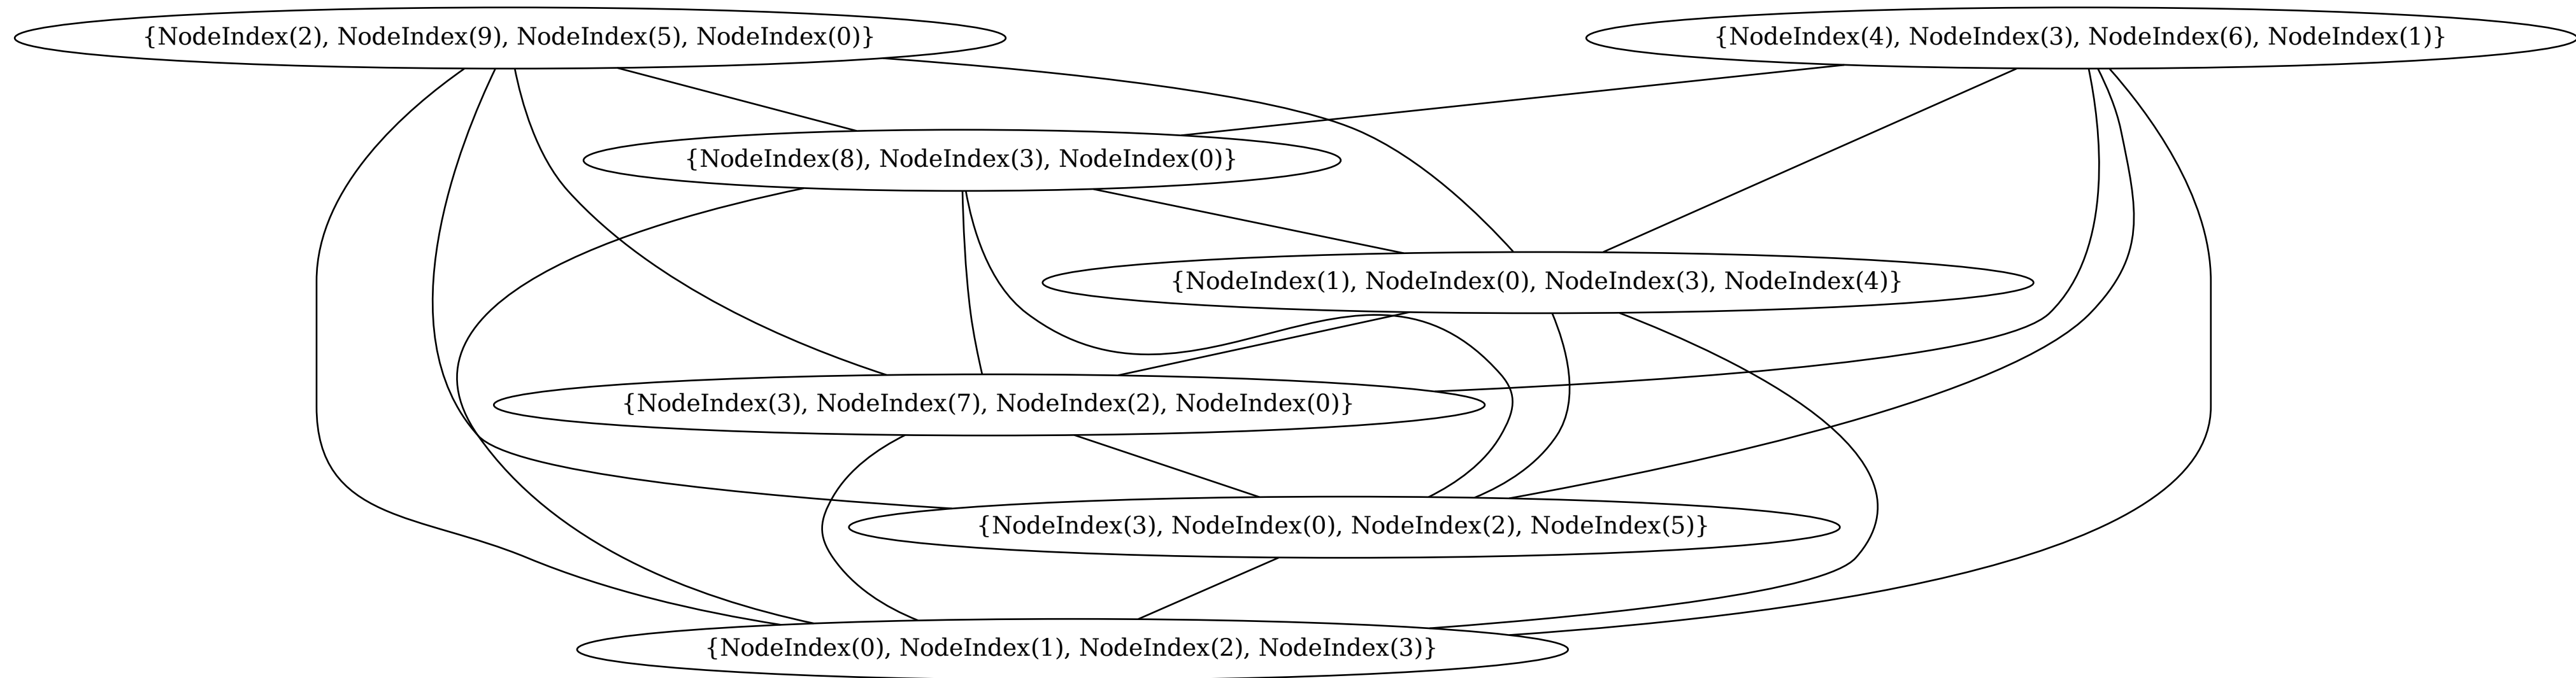 {NodeIndex(2), NodeIndex(9), NodeIndex(5), NodeIndex(0)}
{NodeIndex(4), NodeIndex(3), NodeIndex(6), NodeIndex(1)}
{NodeIndex(8), NodeIndex(3), NodeIndex(0)}
{NodeIndex(1), NodeIndex(0), NodeIndex(3), NodeIndex(4)}
{NodeIndex(3), NodeIndex(7), NodeIndex(2), NodeIndex(0)}
{NodeIndex(3), NodeIndex(0), NodeIndex(2), NodeIndex(5)}
{NodeIndex(0), NodeIndex(1), NodeIndex(2), NodeIndex(3)}